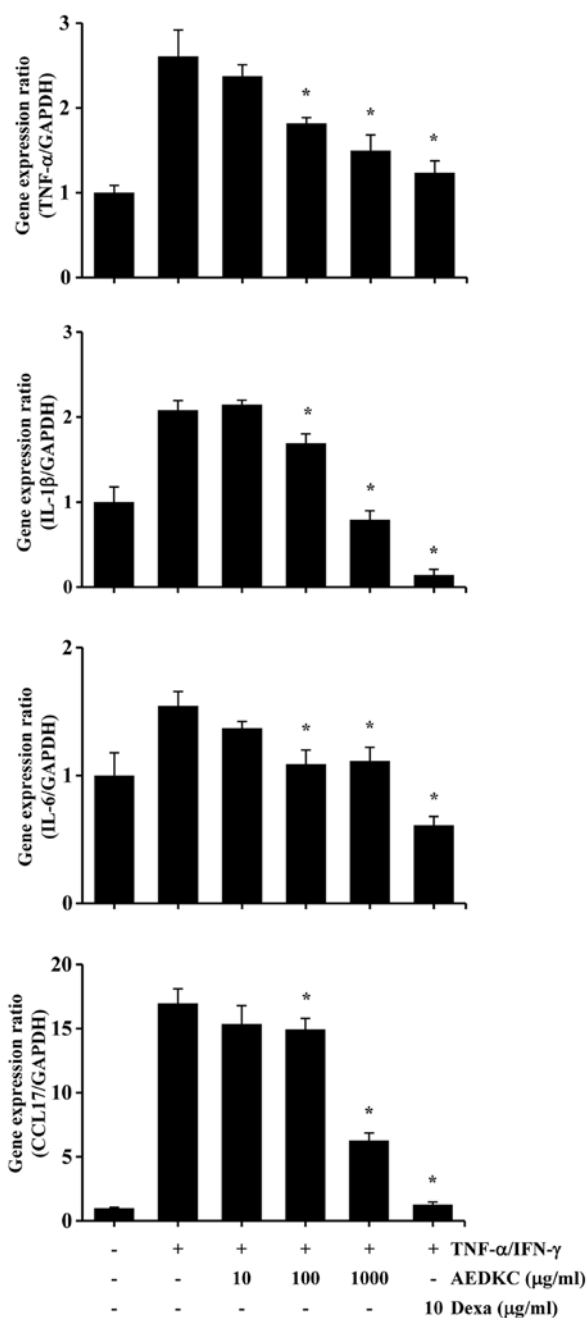 Gene expression ratio
(TNF-α/GAPDH)
3
2
1
0
* * *
Gene expression ratio
(IL-1β/GAPDH)
3
2
1
0
* * *
Gene expression ratio
(IL-6/GAPDH)
2
1
0
* * *
Gene expression ratio
(CCL17/GAPDH)
20
15
10
5
0
* * *
- + + + + + TNF-α/IFN-γ
- - 10 100 1000 - AEDKC (µg/ml)
- - - - - 10 Dexa (µg/ml)